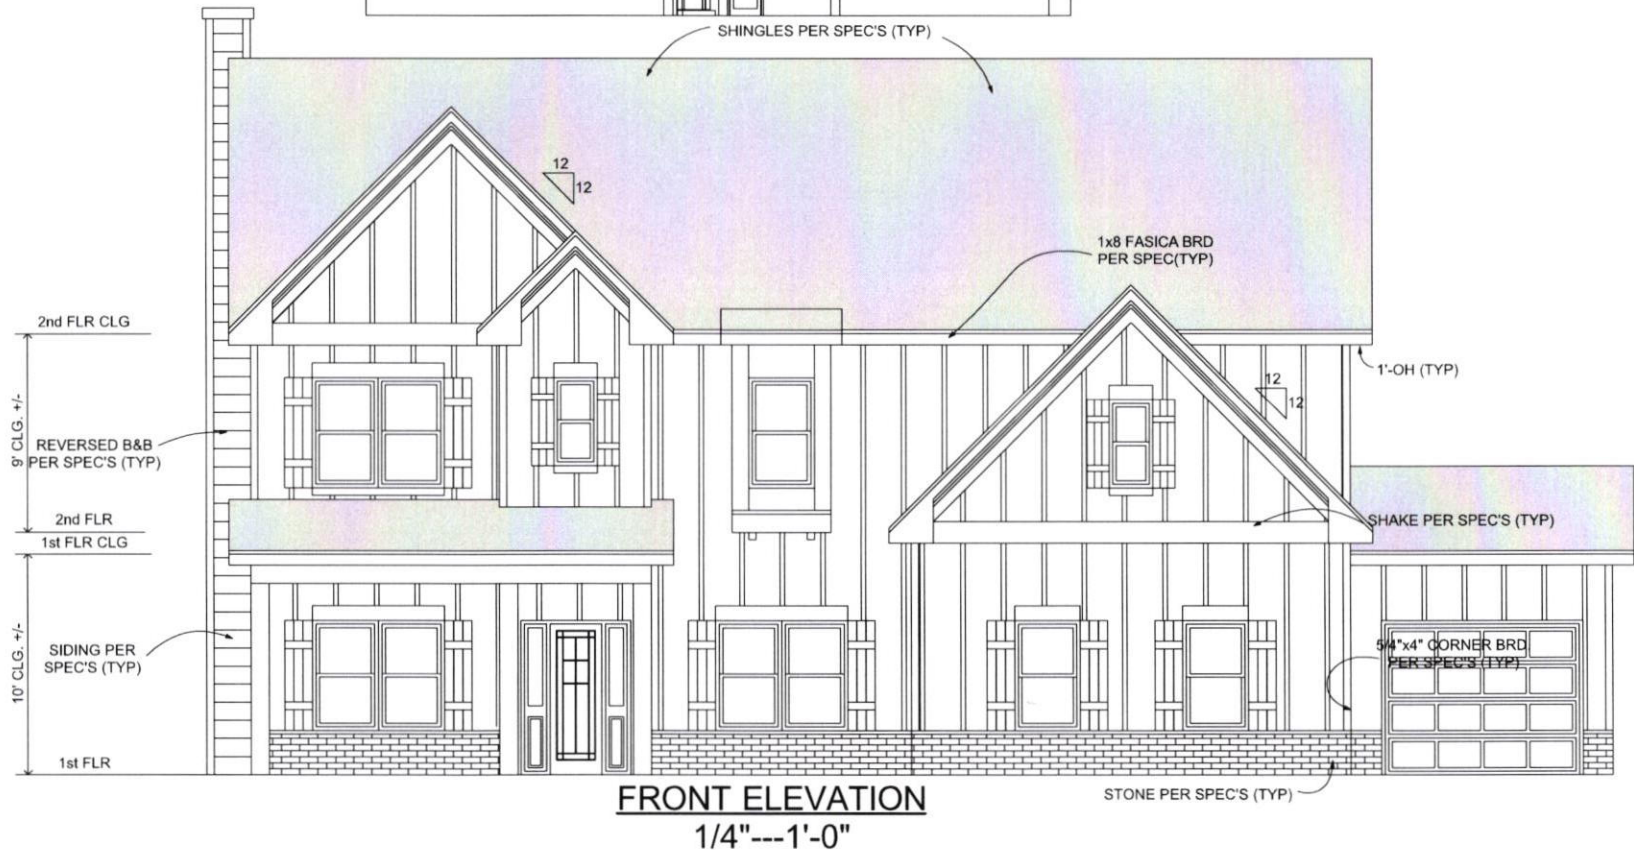 SHINGLES PER SPEC'S (TYP)
12
12
1x8 FASICA BRD
PER SPEC(TYP)
2nd FLR CLG
1'-OH (TYP)
12
12
9' CLG. +/-
REVERSED B&B
PER SPEC'S (TYP)
2nd FLR
1st FLR CLG
SHAKE PER SPEC'S (TYP)
10' CLG. +/-
SIDING PER
SPEC'S (TYP)
5/4"x4" CORNER BRD
PER SPEC'S (TYP)
1st FLR
STONE PER SPEC'S (TYP)
FRONT ELEVATION
1/4"---1'-0"